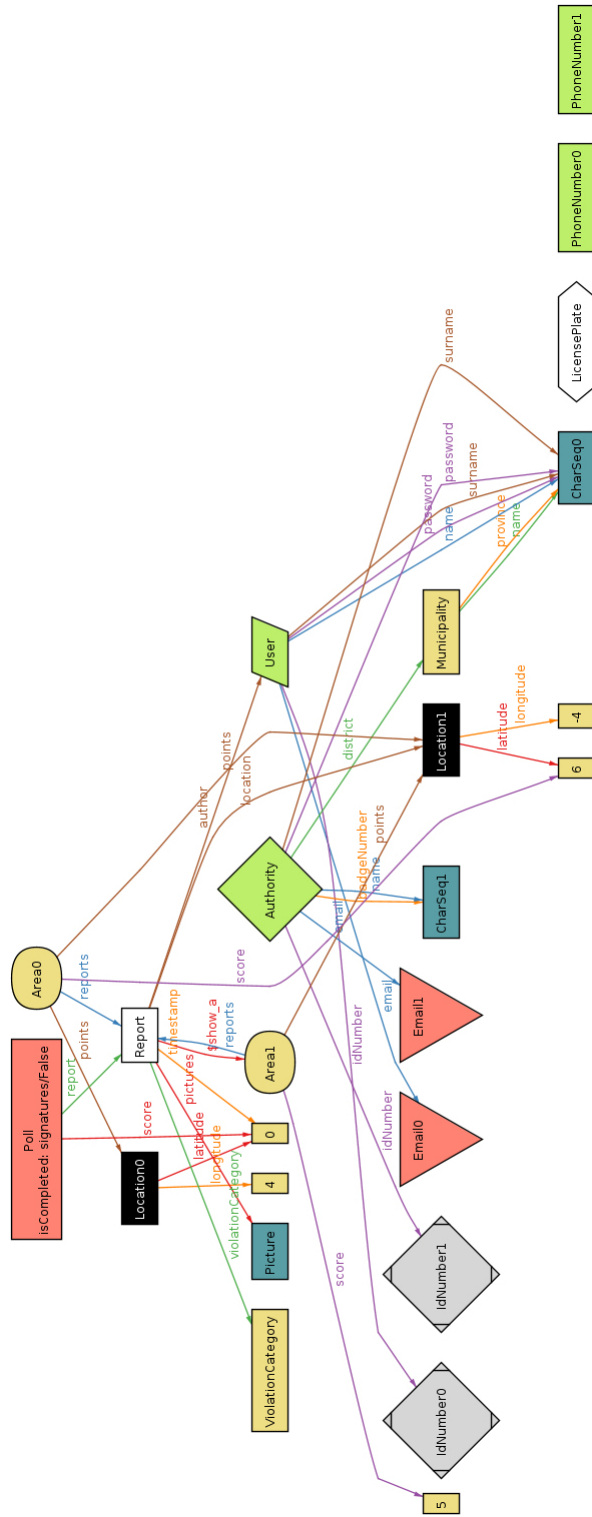 Poll
isCompleted: signatures/False
Area0
report
points
reports
score
Location0
Report
score
latitude
longitude
pictures
timestamp
$show_a
reports
author
points
location
violationCategory
ViolationCategory
Picture
4
0
Area1
Authority
User
score
idNumber
idNumber
email
email
badgeNumber
name
points
district
password
name
password
surname
surname
5
IdNumber0
IdNumber1
Email0
Email1
CharSeq1
Location1
Municipality
latitude
longitude
province
name
6
-4
CharSeq0
LicensePlate
PhoneNumber0
PhoneNumber1